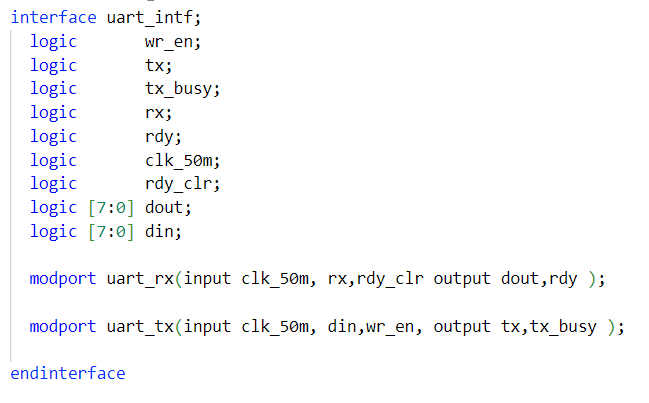 interface uart_intf;
logic wr_en;
logic tx;
logic tx_busy;
logic rx;
logic rdy;
logic clk_50m;
logic rdy_clr;
logic [7:0] dout;
logic [7:0] din;
modport uart_rx(input clk_50m, rx,rdy_clr output dout,rdy );
modport uart_tx(input clk_50m, din,wr_en, output tx,tx_busy );
endinterface